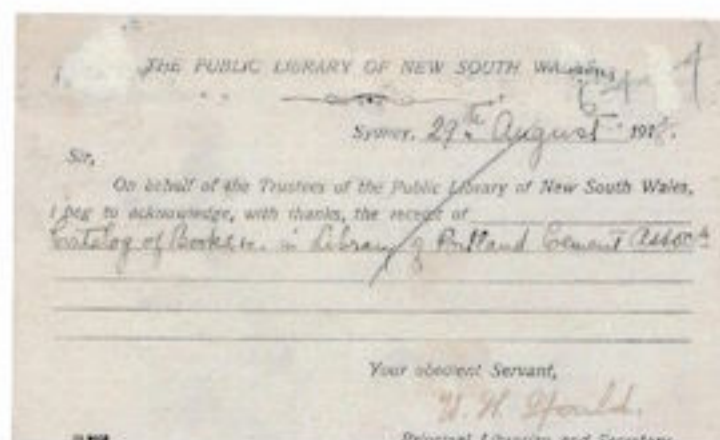 THE PUBLIC LIBRARY OF NEW SOUTH WALES
Sydney, 29th August 191
Sir,
On behalf of the Trustees of the Public Library of New South Wales,
I beg to acknowledge, with thanks, the receipt of
Catalog of Books in Library of Portland Cement Assocn
Your obedient Servant,
Principal Librarian and Secretary